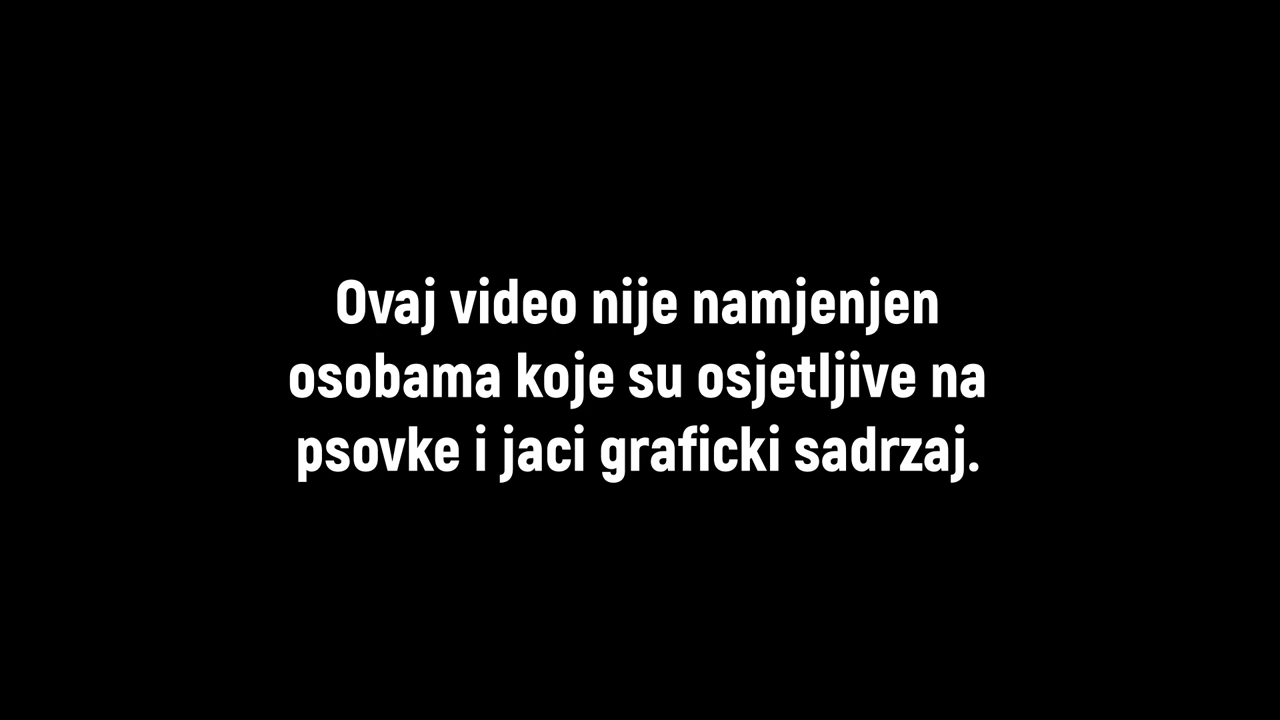 Ovaj video nije namjenjen
osobama koje su osjetljive na
psovke i jaci graficki sadrzaj.